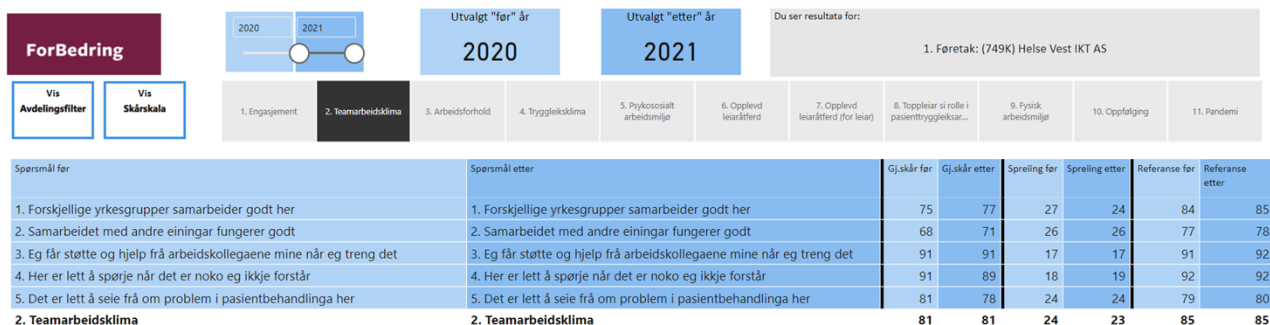 ForBedring
2020 2021
Utvalgt "før" år
2020
Utvalgt "etter" år
2021
Du ser resultata for:
1. Føretak: (749K) Helse Vest IKT AS
Vis
Avdelingsfilter
Vis
Skårskala
1. Engasjement
2. Teamarbeidsklima
3. Arbeidsforhold
4. Tryggleiksklima
5. Psykososialt
arbeidsmiljø
6. Opplevd
leiaråtferd
7. Opplevd
leiaråtferd (for leiar)
8. Toppleiar si rolle i
pasienttryggleiksar...
9. Fysisk
arbeidsmiljø
10. Oppfølging
11. Pandemi
Spørsmål før Spørsmål etter Gj.skår før Gj.skår etter Spreiing før Spreiing etter Referanse før Referanse
etter
1. Forskjellige yrkesgrupper samarbeider godt her 1. Forskjellige yrkesgrupper samarbeider godt her 75 77 27 24 84 85
2. Samarbeidet med andre einingar fungerer godt 2. Samarbeidet med andre einingar fungerer godt 68 71 26 26 77 78
3. Eg får støtte og hjelp frå arbeidskollegaene mine når eg treng det 3. Eg får støtte og hjelp frå arbeidskollegaene mine når eg treng det 91 91 17 17 91 92
4. Her er lett å spørje når det er noko eg ikkje forstår 4. Her er lett å spørje når det er noko eg ikkje forstår 91 89 18 19 92 92
5. Det er lett å seie frå om problem i pasientbehandlinga her 5. Det er lett å seie frå om problem i pasientbehandlinga her 81 78 24 24 79 80
2. Teamarbeidsklima 2. Teamarbeidsklima 81 81 24 23 85 85